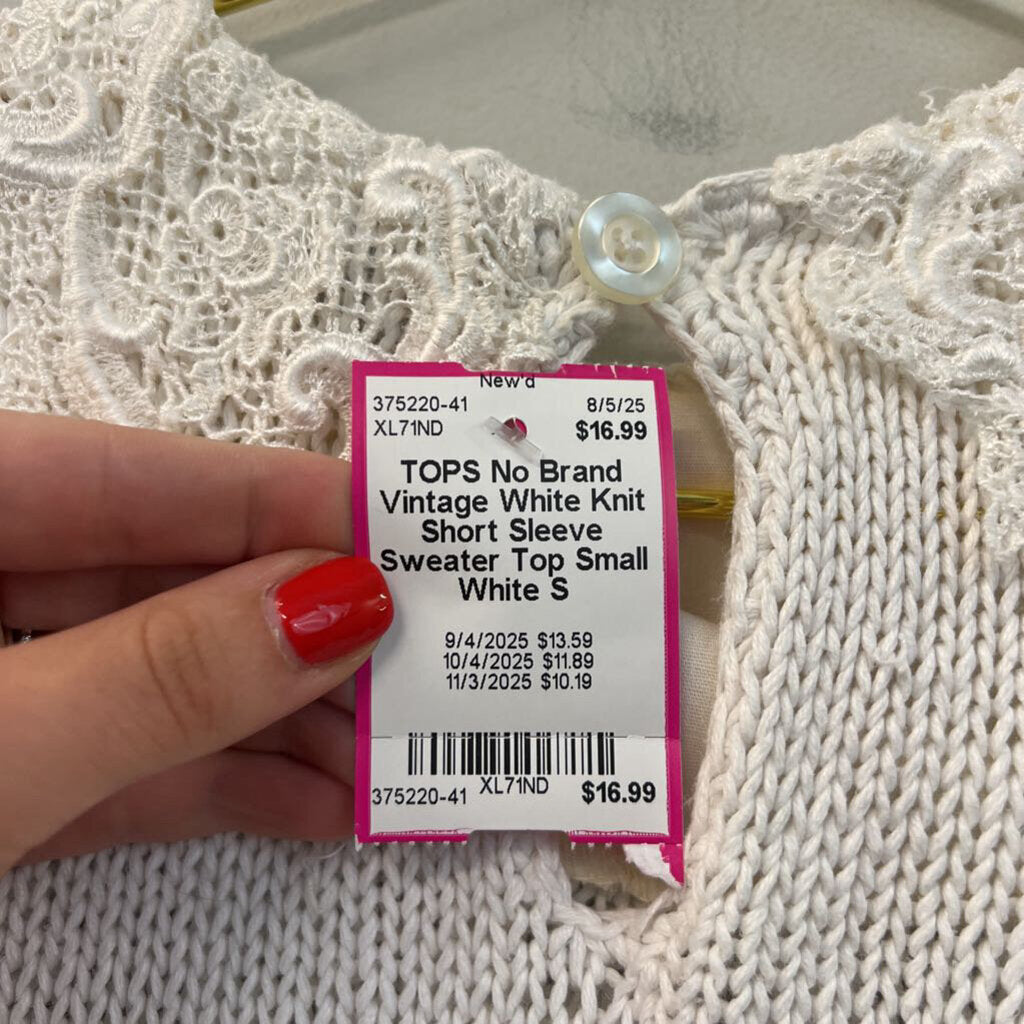 New'd
375220-41 8/5/25
XL71ND $16.99
TOPS No Brand
Vintage White Knit
Short Sleeve
Sweater Top Small
White S
9/4/2025 $13.59
10/4/2025 $11.89
11/3/2025 $10.19
375220-41 XL71ND $16.99